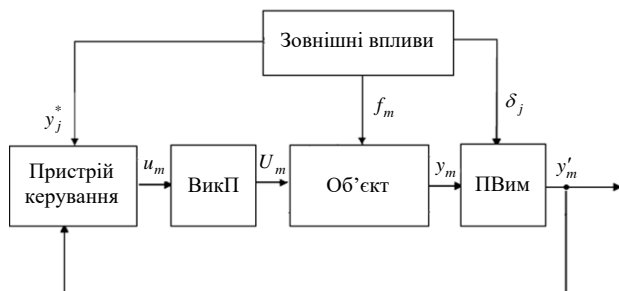 Зовнішні впливи
y*j
fm
δj
Пристрій
керування
um
ВикП
Um
Об’єкт
ym
ПВим
y′m